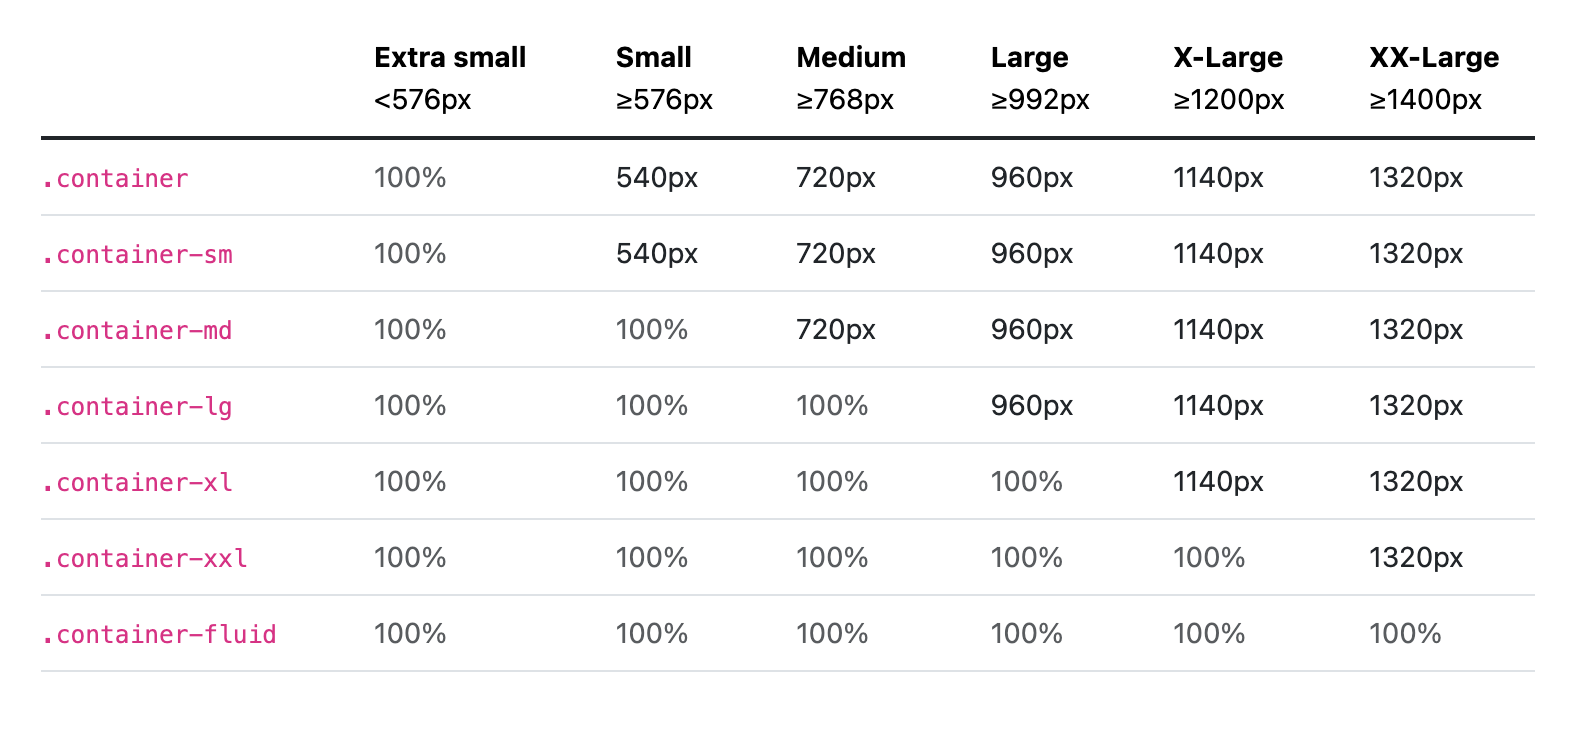 Extra small Small Medium Large X-Large XX-Large
<576px ≥576px ≥768px ≥992px ≥1200px ≥1400px
.container 100% 540px 720px 960px 1140px 1320px
.container-sm 100% 540px 720px 960px 1140px 1320px
.container-md 100% 100% 720px 960px 1140px 1320px
.container-lg 100% 100% 100% 960px 1140px 1320px
.container-xl 100% 100% 100% 100% 1140px 1320px
.container-xxl 100% 100% 100% 100% 100% 1320px
.container-fluid 100% 100% 100% 100% 100% 100%